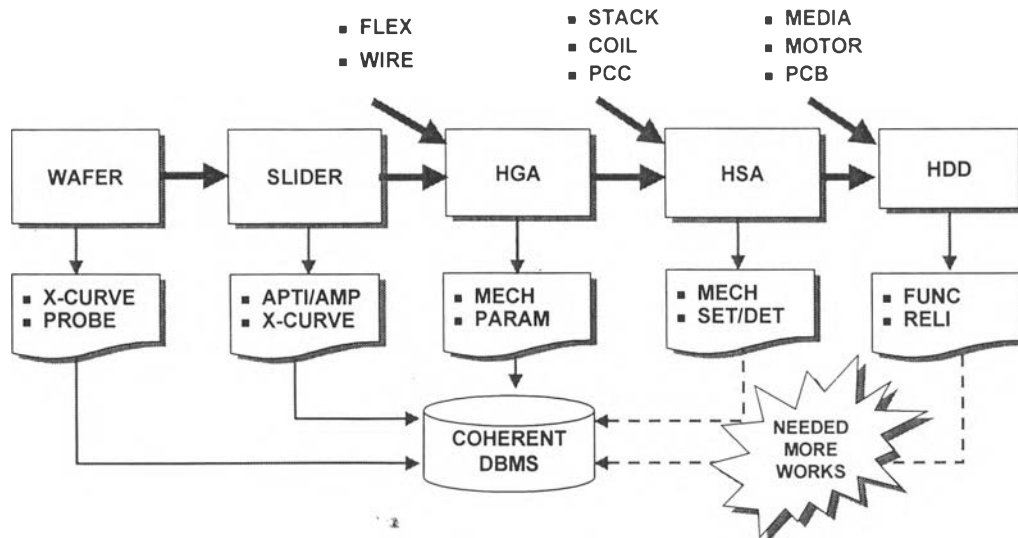 ▪ FLEX
▪ WIRE
▪ STACK
▪ COIL
▪ PCC
▪ MEDIA
▪ MOTOR
▪ PCB
WAFER
SLIDER
HGA
HSA
HDD
▪ X-CURVE
▪ PROBE
▪ APTI/AMP
▪ X-CURVE
▪ MECH
▪ PARAM
▪ MECH
▪ SET/DET
▪ FUNC
▪ RELI
COHERENT
DBMS
NEEDED
MORE
WORKS